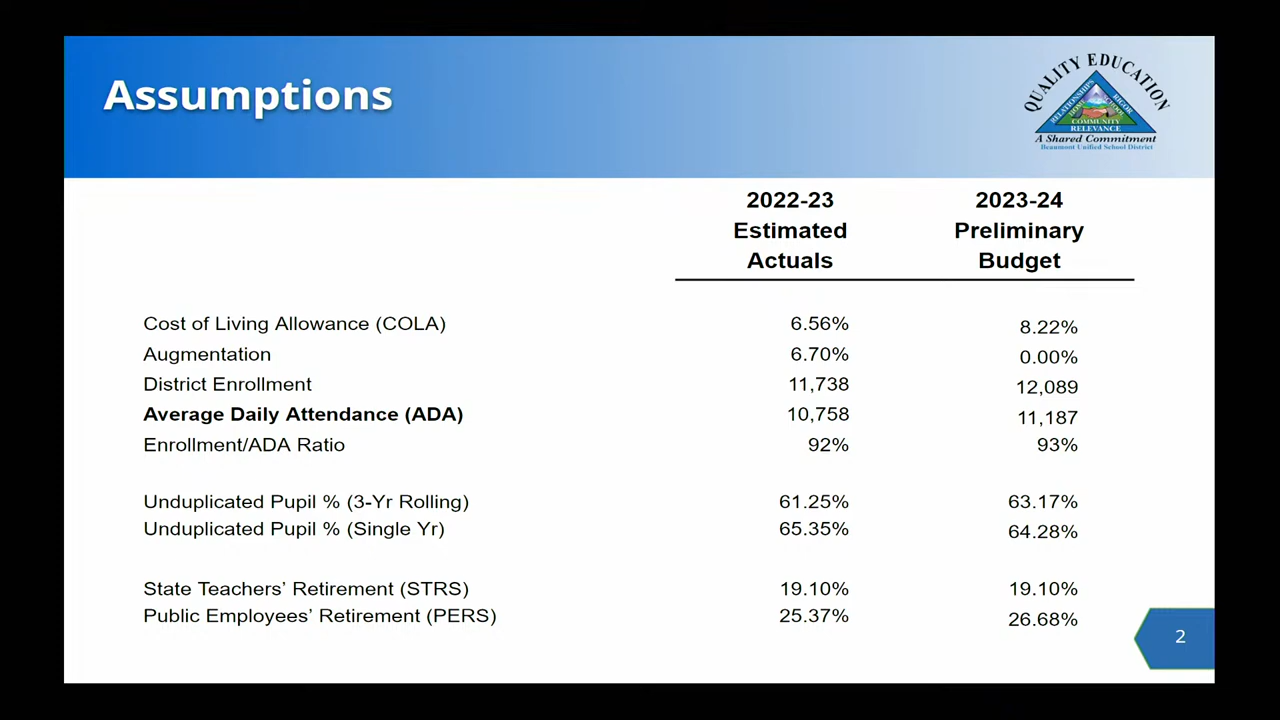 Assumptions
QUALITY EDUCATION
RELATIONSHIPS
RIGOR
COMMUNITY
RELEVANCE
A Shared Commitment
Beaumont Unified School District
2022-23 2023-24
Estimated Preliminary
Actuals Budget
Cost of Living Allowance (COLA) 6.56% 8.22%
Augmentation 6.70% 0.00%
District Enrollment 11,738 12,089
Average Daily Attendance (ADA) 10,758 11,187
Enrollment/ADA Ratio 92% 93%
Unduplicated Pupil % (3-Yr Rolling) 61.25% 63.17%
Unduplicated Pupil % (Single Yr) 65.35% 64.28%
State Teachers’ Retirement (STRS) 19.10% 19.10%
Public Employees’ Retirement (PERS) 25.37% 26.68%
2